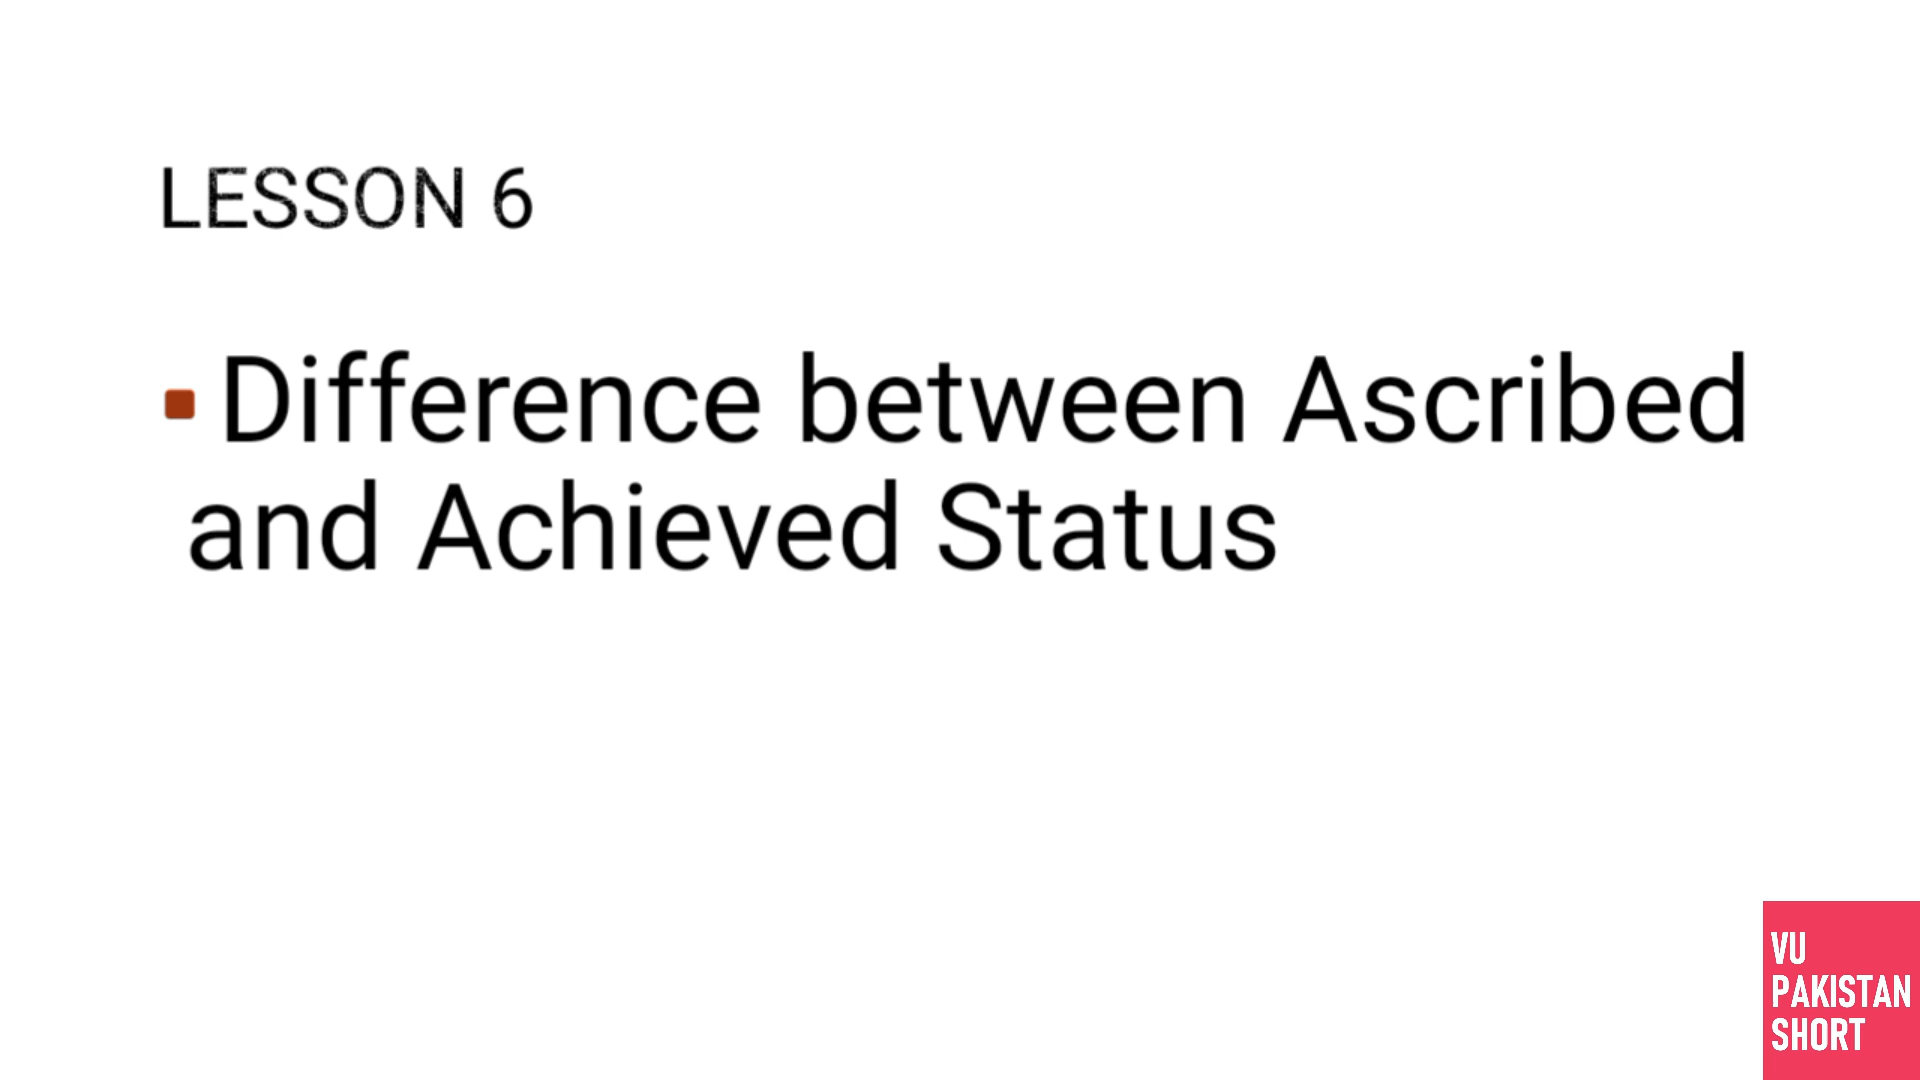 LESSON 6
▪ Difference between Ascribed
and Achieved Status
VU
PAKISTAN
SHORT